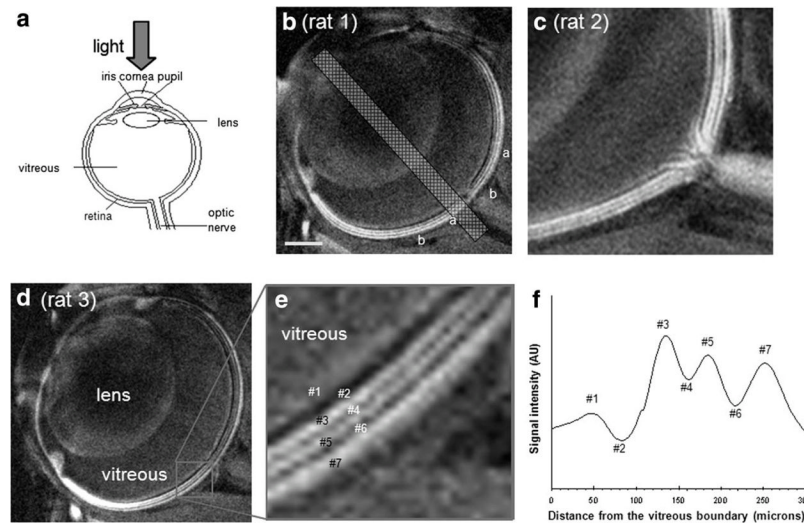 a
light
iris cornea pupil
lens
vitreous
retina
optic
nerve
b (rat 1)
a
b
a
b
c (rat 2)
d (rat 3)
lens
vitreous
e
vitreous
#1
#2
#4
#3
#6
#5
#7
f
Signal intensity (AU)
#1
#2
#3
#4
#5
#6
#7
0 50 100 150 200 250 300
Distance from the vitreous boundary (microns)